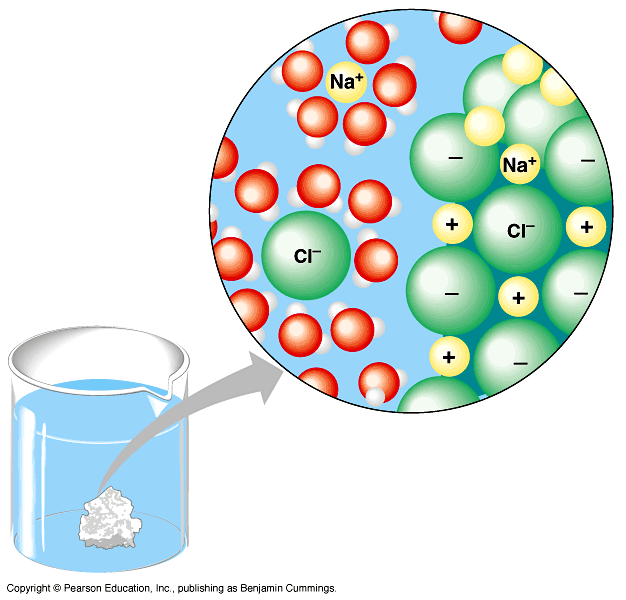 Na⁺
–
Na⁺
–
+
Cl⁻
+
Cl⁻
–
+
–
+
–
Copyright © Pearson Education, Inc., publishing as Benjamin Cummings.